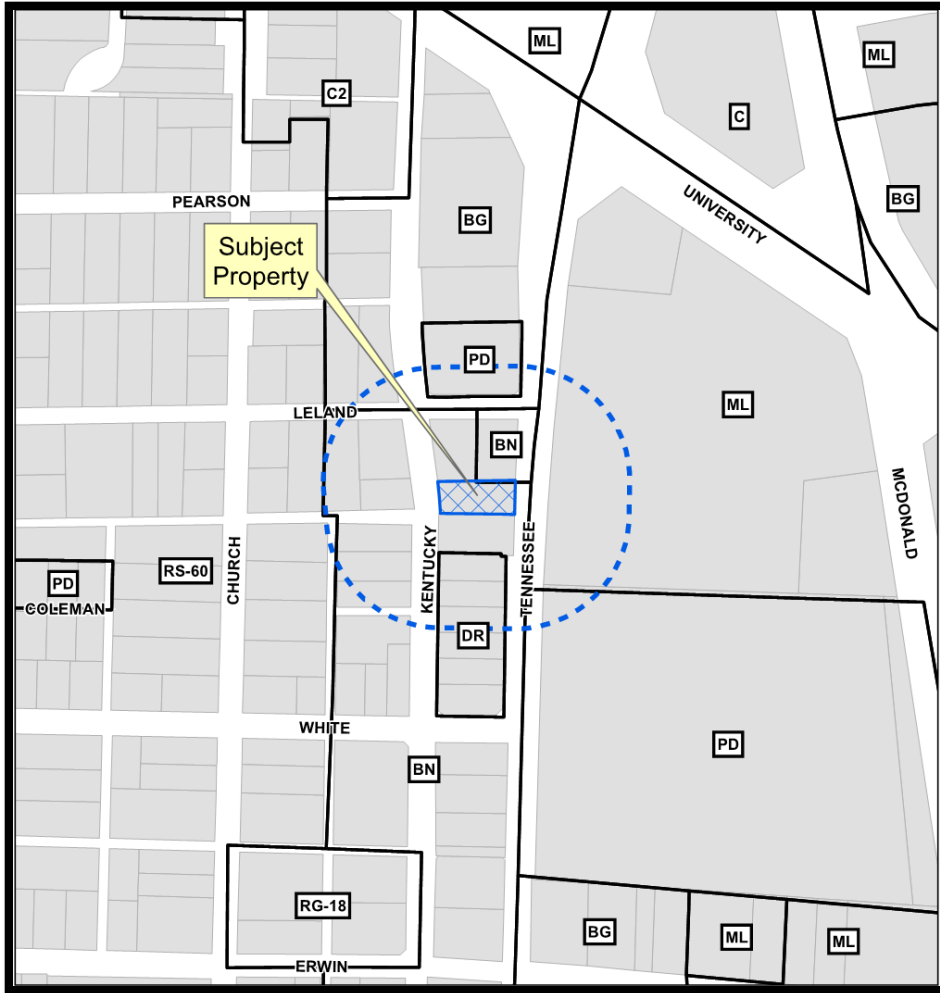 ML
ML
C2
C
PEARSON
UNIVERSITY
BG
BG
Subject
Property
PD
ML
LELAND
BN
MCDONALD
KENTUCKY
TENNESSEE
CHURCH
RS-60
PD
COLEMAN
DR
WHITE
PD
BN
RG-18
BG
ML
ML
ERWIN